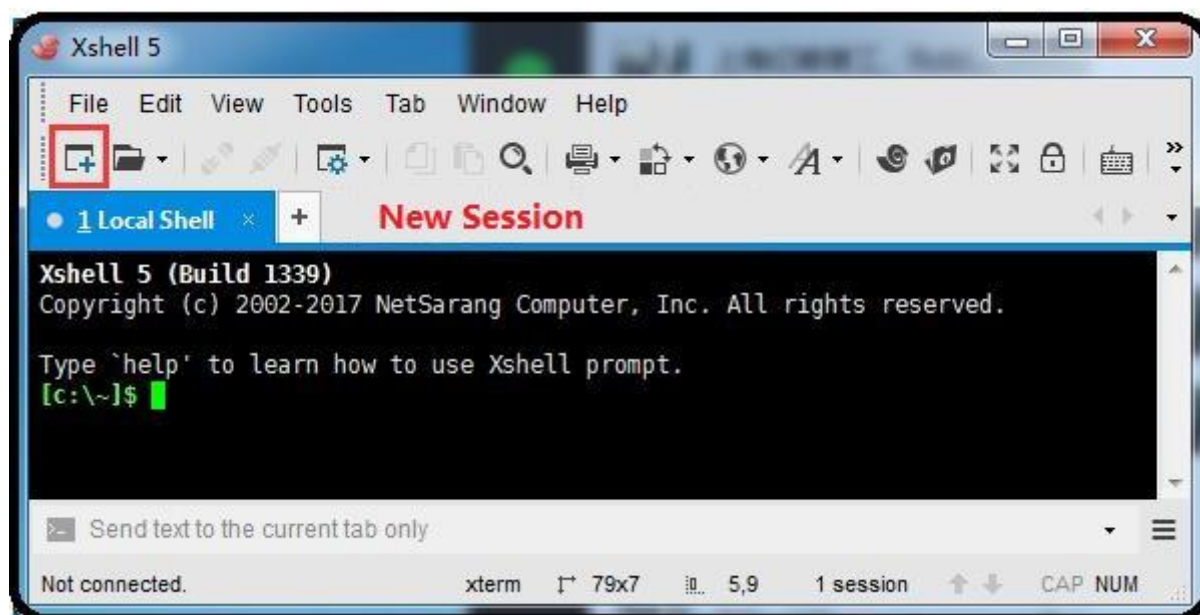 Xshell 5
File Edit View Tools Tab Window Help
1 Local Shell × + New Session
Xshell 5 (Build 1339)
Copyright (c) 2002-2017 NetSarang Computer, Inc. All rights reserved.
Type `help' to learn how to use Xshell prompt.
[c:\~]$
Send text to the current tab only
Not connected. xterm 79x7 5,9 1 session CAP NUM